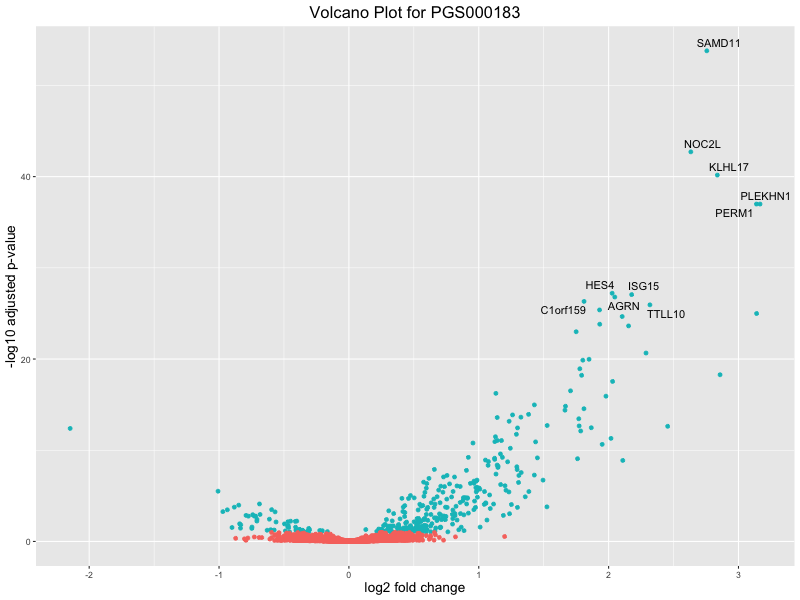 Volcano Plot for PGS000183
SAMD11
NOC2L
KLHL17
PLEKHN1
PERM1
HES4
ISG15
C1orf159
AGRN
TTLL10
-log10 adjusted p-value
40
20
0
-2
-1
0
1
2
3
log2 fold change